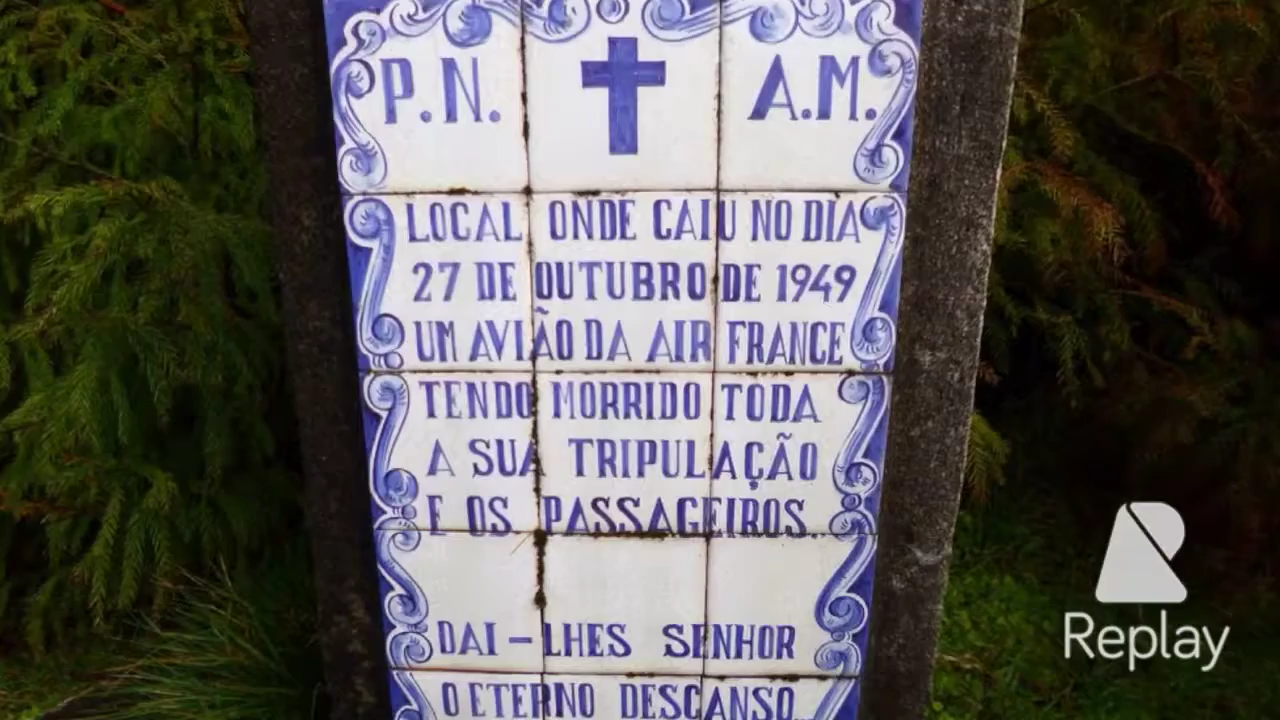 P.N. A.M.
LOCAL ONDE CAIU NO DIA
27 DE OUTUBRO DE 1949
UM AVIÃO DA AIR FRANCE
TENDO MORRIDO TODA
A SUA TRIPULAÇÃO
E OS PASSAGEIROS...
DAI-LHES SENHOR
O ETERNO DESCANSO...
Replay